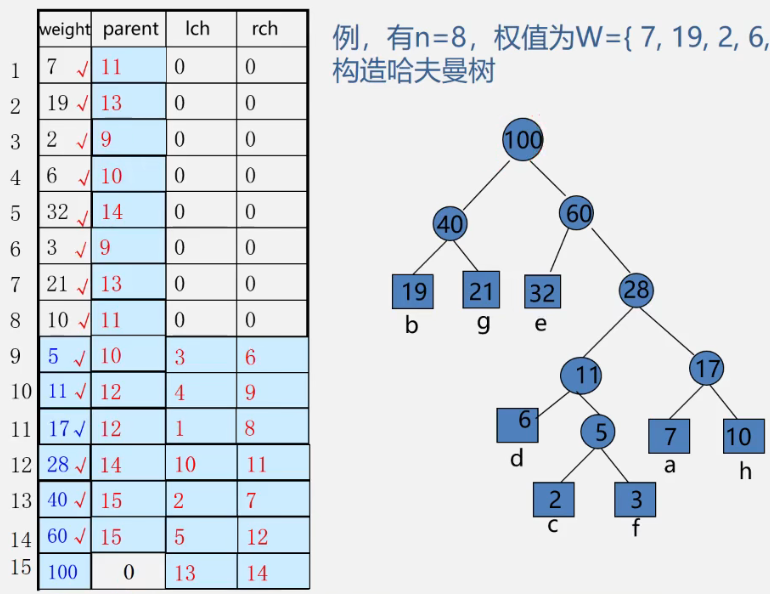 weight parent lch rch
1 7 √ 11 0 0
2 19 √ 13 0 0
3 2 √ 9 0 0
4 6 √ 10 0 0
5 32 √ 14 0 0
6 3 √ 9 0 0
7 21 √ 13 0 0
8 10 √ 11 0 0
9 5 √ 10 3 6
10 11 √ 12 4 9
11 17 √ 12 1 8
12 28 √ 14 10 11
13 40 √ 15 2 7
14 60 √ 15 5 12
15 100 0 13 14
例，有n=8，权值为W={ 7, 19, 2, 6,
构造哈夫曼树
100
40 60
19 21 32 28
b g e
11 17
6 5 7 10
d a h
2 3
c f